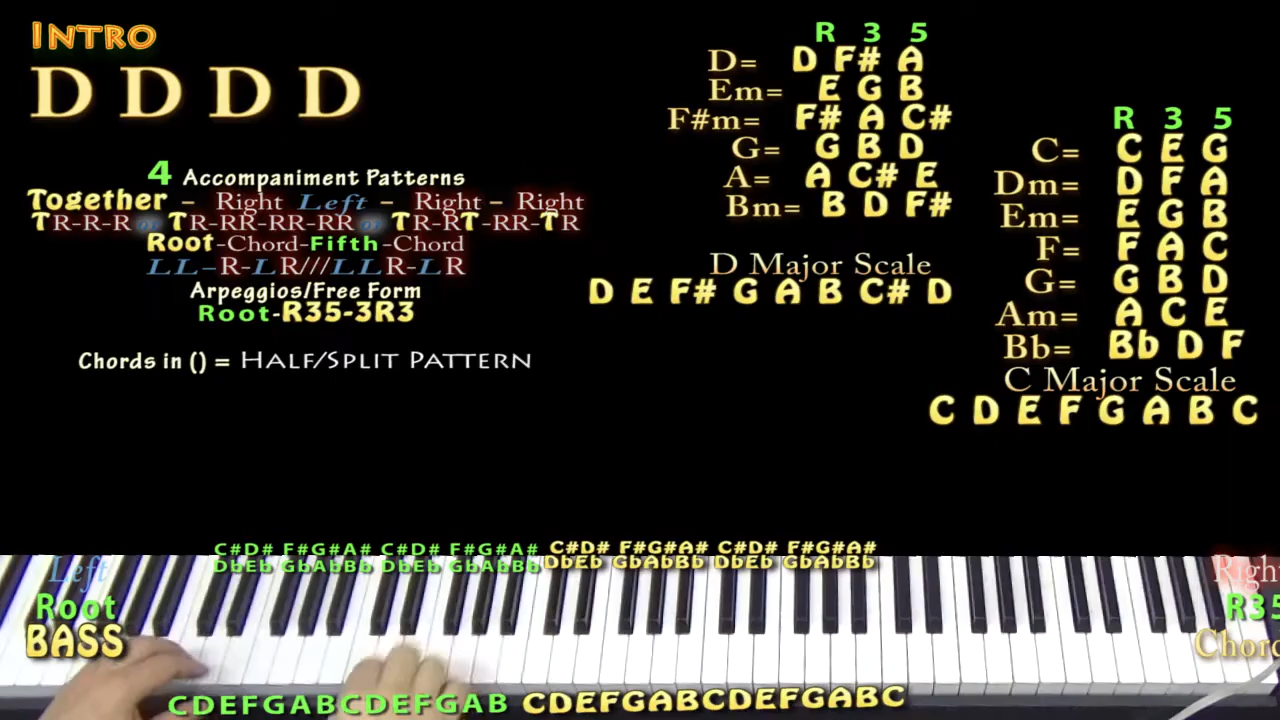 INTRO
D D D D
4 Accompaniment Patterns
Together – Right Left – Right – Right
TR-R-R or TR-RR-RR-RR or TR-RT-RR-TR
Root-Chord-Fifth-Chord
LL–R-LR///LLR-LR
Arpeggios/Free Form
Root-R35-3R3
Chords in () = HALF/SPLIT PATTERN
R 3 5
D= D F# A
Em= E G B
F#m= F# A C#
G= G B D
A= A C# E
Bm= B D F#
D Major Scale
D E F# G A B C# D
R 3 5
C= C E G
Dm= D F A
Em= E G B
F= F A C
G= G B D
Am= A C E
Bb= Bb D F
C Major Scale
C D E F G A B C
C#D# F#G#A# C#D# F#G#A# C#D# F#G#A# C#D# F#G#A#
DbEb GbAbBb DbEb GbAbBb DbEb GbAbBb DbEb GbAbBb
Left
Root
BASS
Right
R35
Chord
CDEFGABCDEFGAB CDEFGABCDEFGABC